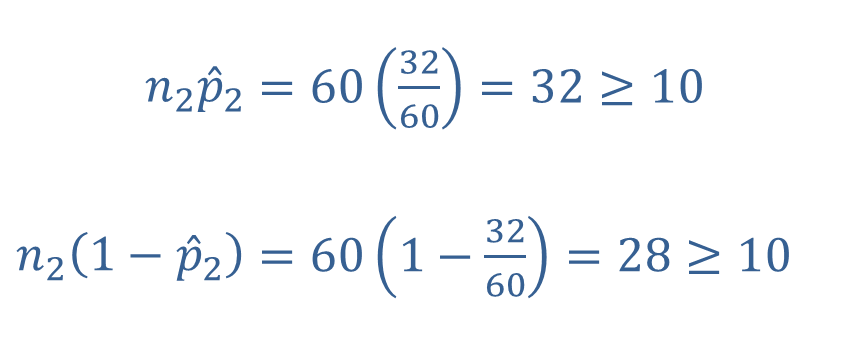 n₂p̂₂ = 60(32/60) = 32 ≥ 10
n₂(1 − p̂₂) = 60(1 − 32/60) = 28 ≥ 10